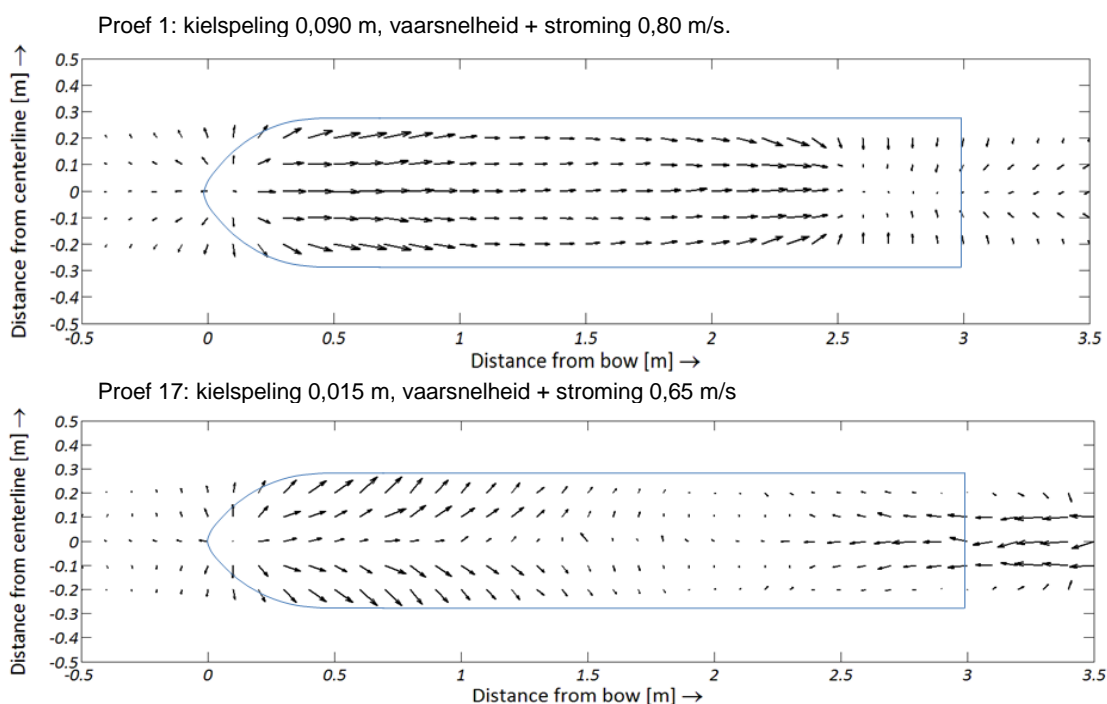 Proef 1: kielspeling 0,090 m, vaarsnelheid + stroming 0,80 m/s.
Distance from centerline [m] →
0.5
0.4
0.3
0.2
0.1
0
-0.1
-0.2
-0.3
-0.4
-0.5
-0.5 0 0.5 1 1.5 2 2.5 3 3.5
Distance from bow [m] →
Proef 17: kielspeling 0,015 m, vaarsnelheid + stroming 0,65 m/s
Distance from centerline [m] →
0.5
0.4
0.3
0.2
0.1
0
-0.1
-0.2
-0.3
-0.4
-0.5
-0.5 0 0.5 1 1.5 2 2.5 3 3.5
Distance from bow [m] →